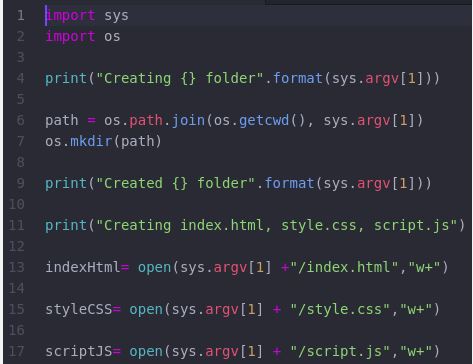 1 import sys
2 import os
3
4 print("Creating {} folder".format(sys.argv[1]))
5
6 path = os.path.join(os.getcwd(), sys.argv[1])
7 os.mkdir(path)
8
9 print("Created {} folder".format(sys.argv[1]))
10
11 print("Creating index.html, style.css, script.js")
12
13 indexHtml= open(sys.argv[1] +"/index.html","w+")
14
15 styleCSS= open(sys.argv[1] + "/style.css","w+")
16
17 scriptJS= open(sys.argv[1] + "/script.js","w+")